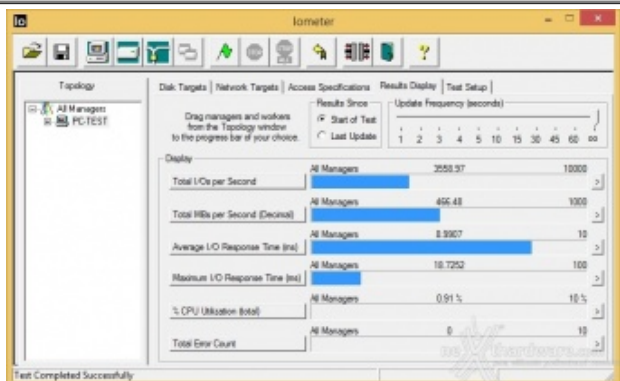 Iometer
Topology
All Managers
PC-TEST
Disk Targets
Network Targets
Access Specifications
Results Display
Test Setup
Drag managers and workers
from the Topology window
to the progress bar of your choice.
Results Since
Start of Test
Last Update
Update Frequency (seconds)
1 2 3 4 5 10 15 30 45 60 oo
Display
All Managers 3558.97 10000
Total I/Os per Second
All Managers 466.48 1000
Total MBs per Second (Decimal)
All Managers 8.9907 10
Average I/O Response Time (ms)
All Managers 18.7252 100
Maximum I/O Response Time (ms)
All Managers 0.91 % 10 %
% CPU Utilization (total)
All Managers 0 10
Total Error Count
Test Completed Successfully